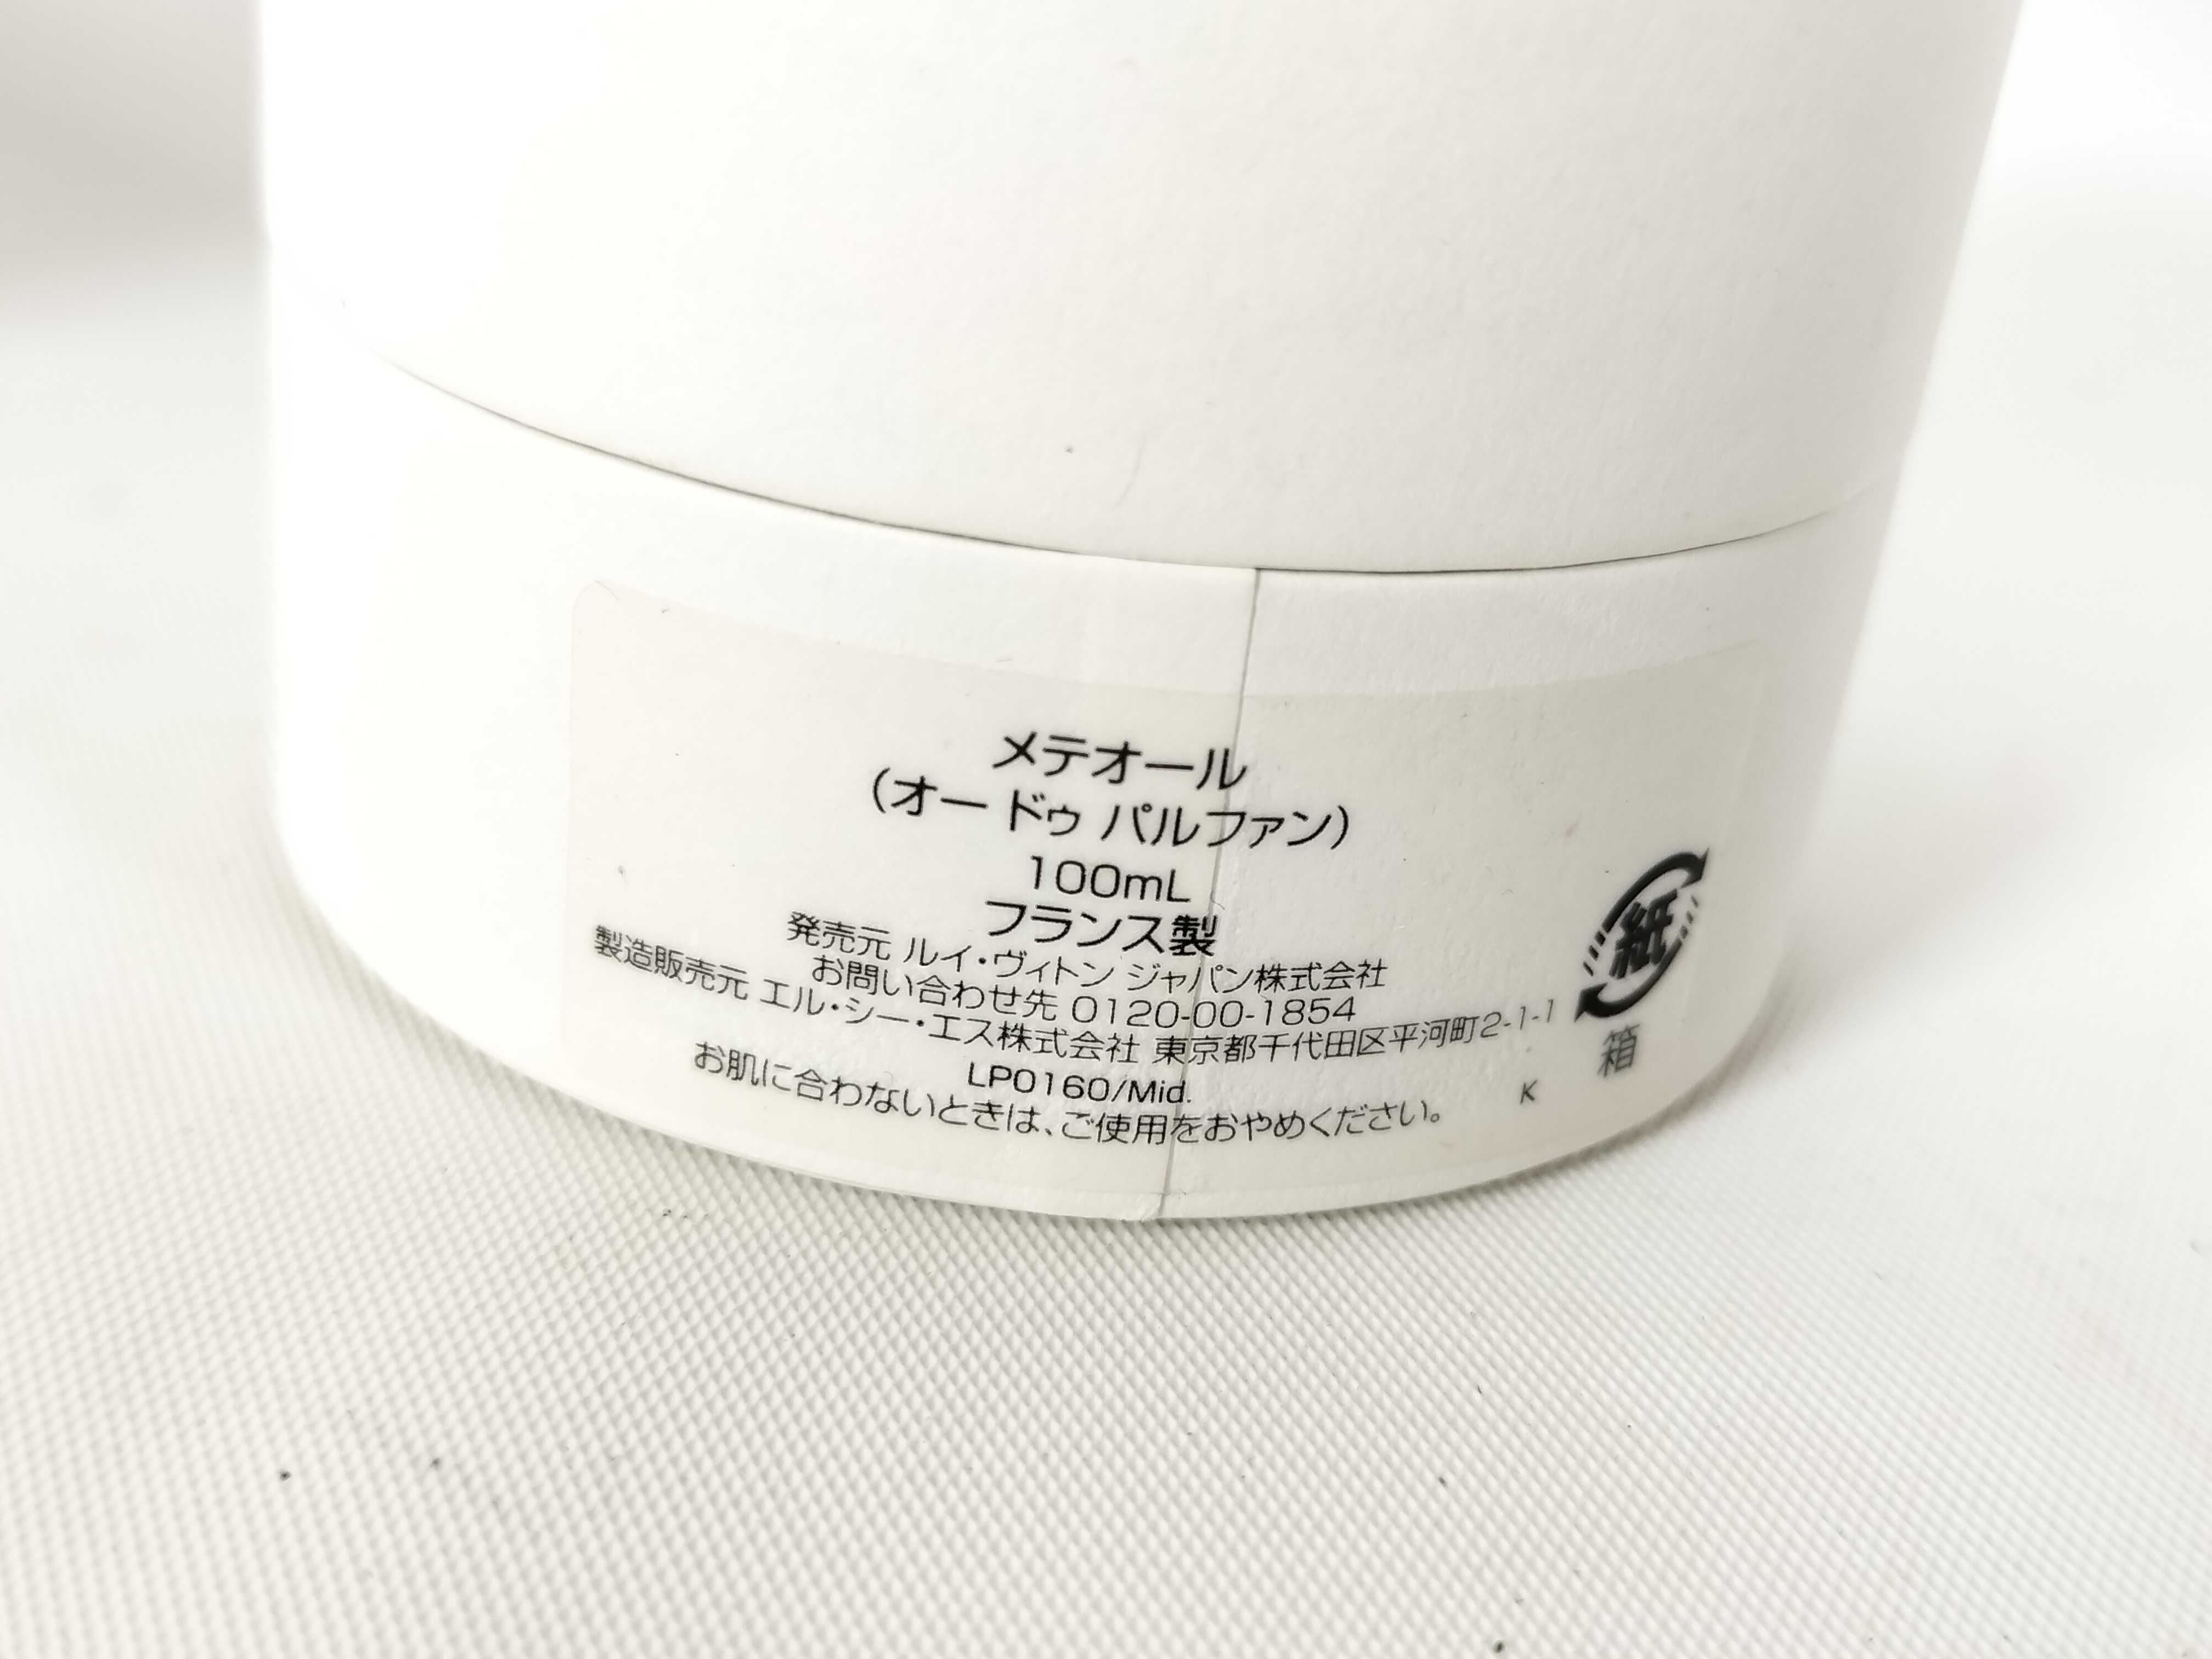 メテオール
(オー ドゥ パルファン)
100mL
フランス製
発売元 ルイ・ヴィトン ジャパン株式会社
お問い合わせ先 0120-00-1854
製造販売元 エル・シー・エス株式会社 東京都千代田区平河町2-1-1
LP0160/Mid.
お肌に合わないときは、ご使用をおやめください。
K
紙
箱